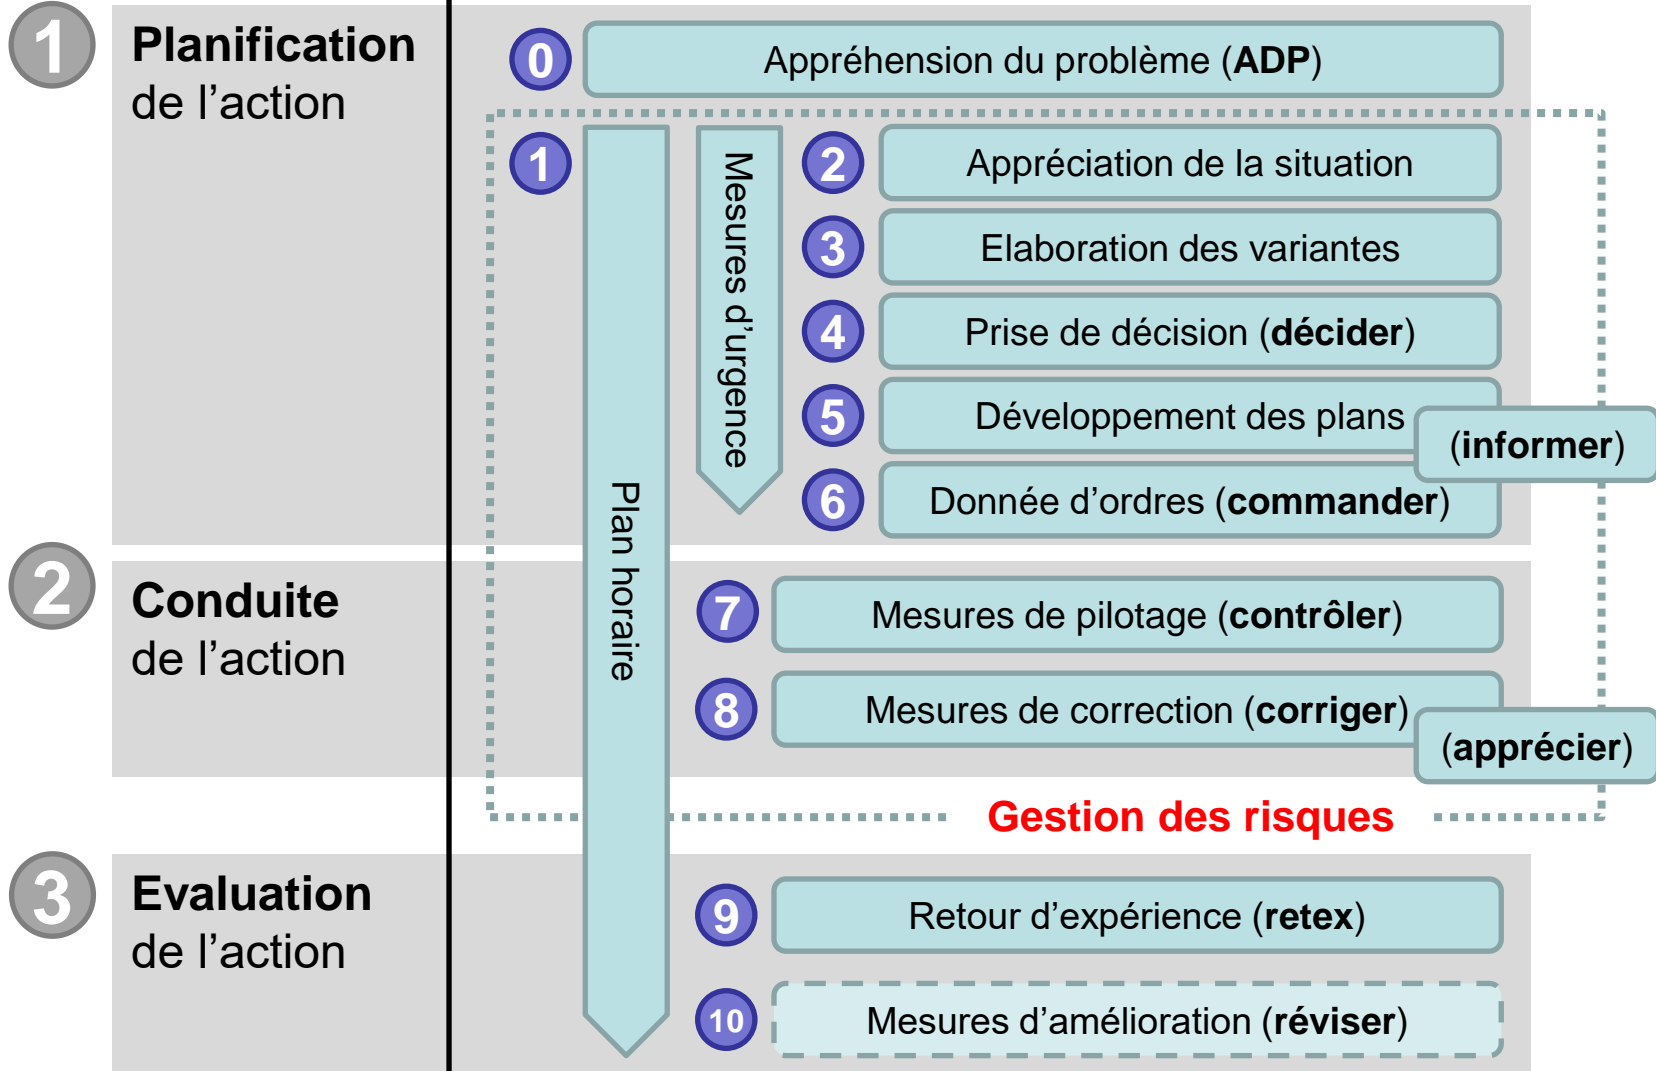 1
Planification
de l’action
0
Appréhension du problème (ADP)
1
Plan horaire
Mesures d’urgence
2
Appréciation de la situation
3
Elaboration des variantes
4
Prise de décision (décider)
5
Développement des plans
(informer)
6
Donnée d’ordres (commander)
2
Conduite
de l’action
7
Mesures de pilotage (contrôler)
8
Mesures de correction (corriger)
(apprécier)
Gestion des risques
3
Evaluation
de l’action
9
Retour d’expérience (retex)
10
Mesures d’amélioration (réviser)